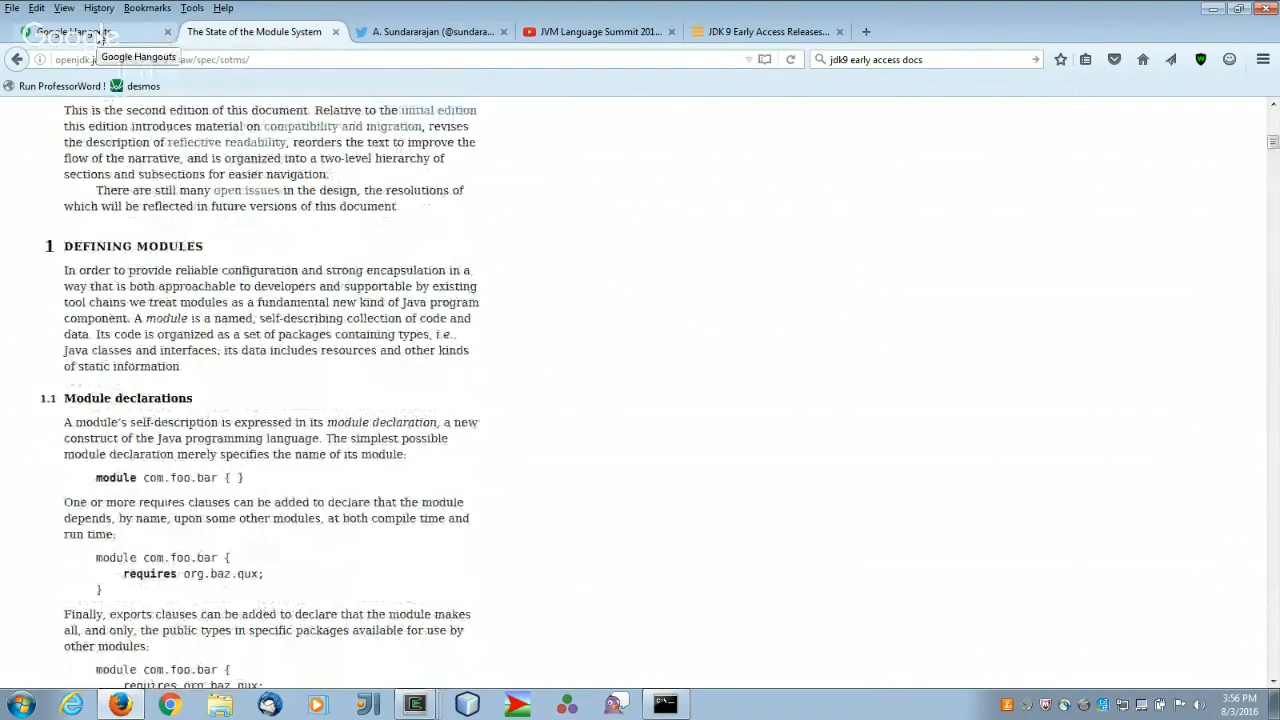 File Edit View History Bookmarks Tools Help
Google Hangouts
The State of the Module System
A. Sundararajan (@sundara...
JVM Language Summit 201...
JDK 9 Early Access Releases...
Google
Google Hangouts
aw/spec/sotms/
jdk9 early access docs
Run ProfessorWord !
desmos
This is the second edition of this document. Relative to the initial edition
this edition introduces material on compatibility and migration, revises
the description of reflective readability, reorders the text to improve the
flow of the narrative, and is organized into a two-level hierarchy of
sections and subsections for easier navigation.
There are still many open issues in the design, the resolutions of
which will be reflected in future versions of this document
1 DEFINING MODULES
In order to provide reliable configuration and strong encapsulation in a
way that is both approachable to developers and supportable by existing
tool chains we treat modules as a fundamental new kind of Java program
component. A module is a named, self-describing collection of code and
data. Its code is organized as a set of packages containing types, i.e.,
Java classes and interfaces; its data includes resources and other kinds
of static information
1.1 Module declarations
A module's self-description is expressed in its module declaration, a new
construct of the Java programming language. The simplest possible
module declaration merely specifies the name of its module:
module com.foo.bar { }
One or more requires clauses can be added to declare that the module
depends, by name, upon some other modules, at both compile time and
run time:
module com.foo.bar {
requires org.baz.qux;
}
Finally, exports clauses can be added to declare that the module makes
all, and only, the public types in specific packages available for use by
other modules:
module com.foo.bar {
requires org.baz.qux;
3:56 PM
8/3/2016